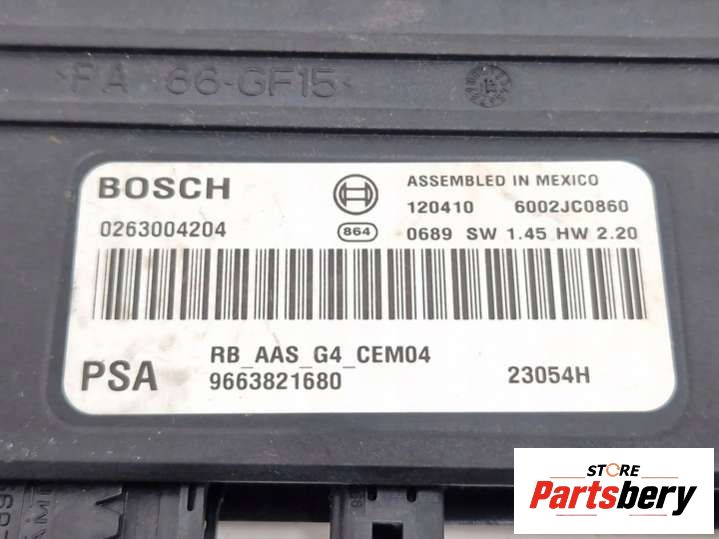 >PA 66-GF15<
BOSCH
ASSEMBLED IN MEXICO
120410 6002JC0860
0263004204
864
0689 SW 1.45 HW 2.20
RB_AAS_G4_CEM04
PSA
9663821680
23054H
STORE
Partsbery